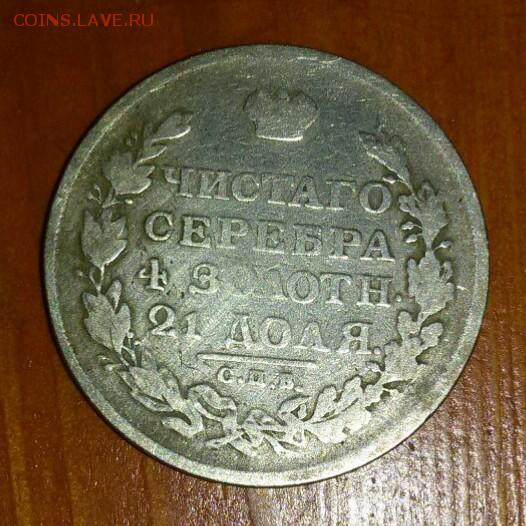 COINS.LAVE.RU
ЧИСТАГО
СЕРЕБРА
4 ЗОЛОТН.
21 ДОЛЯ.
С.П.Б.